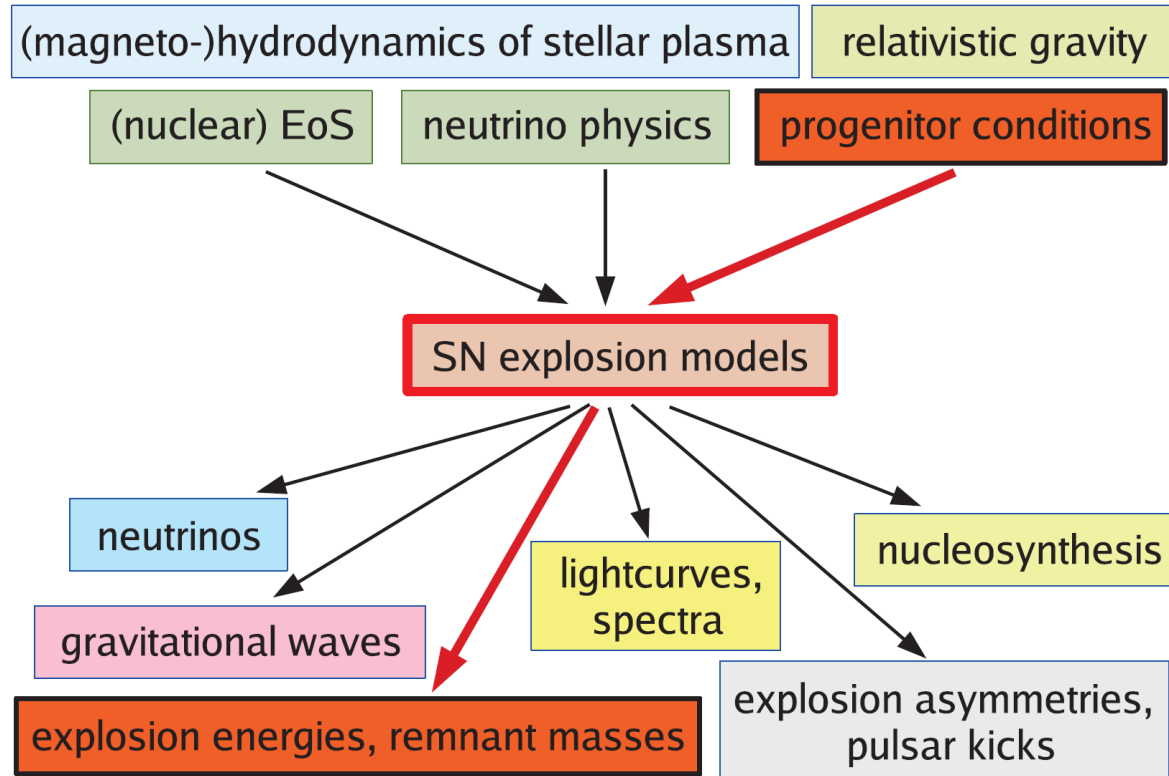 (magneto-)hydrodynamics of stellar plasma
relativistic gravity
(nuclear) EoS
neutrino physics
progenitor conditions
SN explosion models
neutrinos
gravitational waves
explosion energies, remnant masses
lightcurves,
spectra
nucleosynthesis
explosion asymmetries,
pulsar kicks